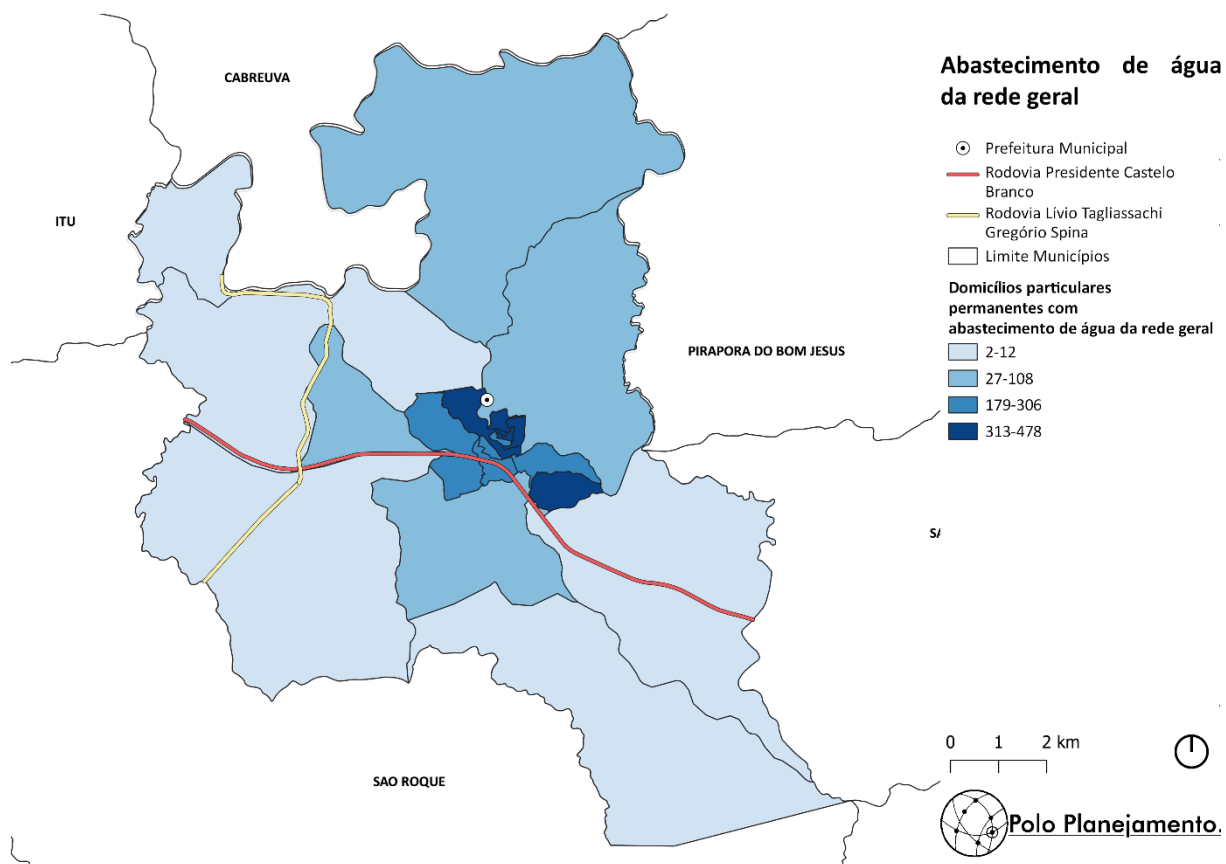 CABREUVA
ITU
PIRAPORA DO BOM JESUS
SAO ROQUE
Abastecimento de água
da rede geral
Prefeitura Municipal
Rodovia Presidente Castelo
Branco
Rodovia Lívio Tagliassachi
Gregório Spina
Limite Municípios
Domicílios particulares
permanentes com
abastecimento de água da rede geral
2-12
27-108
179-306
313-478
0 1 2 km
Polo Planejamento.